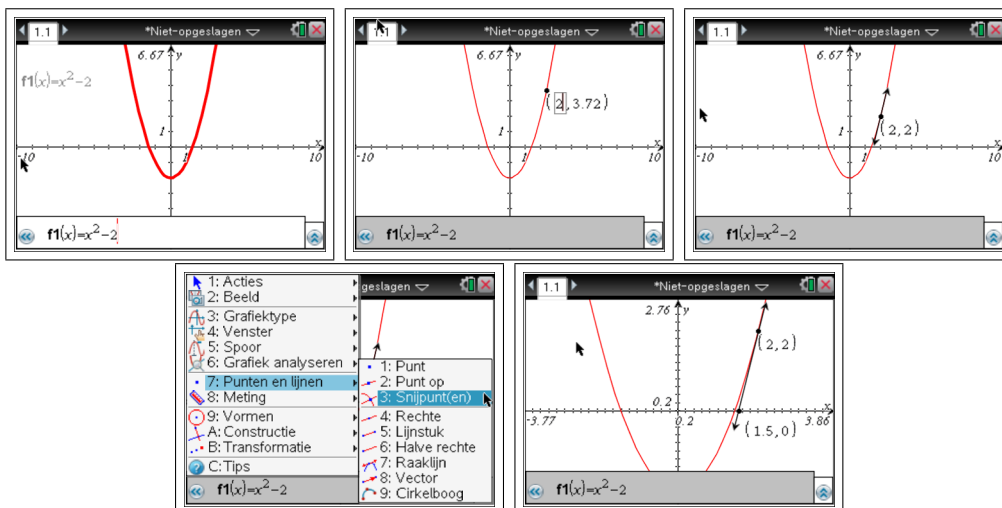 1.1 *Niet-opgeslagen
6.67 y
f1(x)=x²-2
1
x
-10 1 10
f1(x)=x²-2
1.1 *Niet-opgeslagen
6.67 y
(2,3.72)
1
x
-10 1 10
f1(x)=x²-2
1.1 *Niet-opgeslagen
6.67 y
(2,2)
1
x
-10 1 10
f1(x)=x²-2
geslagen
1: Acties
2: Beeld
3: Grafiektype
4: Venster
5: Spoor
6: Grafiek analyseren
7: Punten en lijnen
8: Meting
9: Vormen
A: Constructie
B: Transformatie
C: Tips
1: Punt
2: Punt op
3: Snijpunt(en)
4: Rechte
5: Lijnstuk
6: Halve rechte
7: Raaklijn
8: Vector
9: Cirkelboog
f1(x)=x²-2
1.1 *Niet-opgeslagen
2.76 y
(2,2)
0.2
x
-3.77 0.2 3.86
(1.5,0)
f1(x)=x²-2